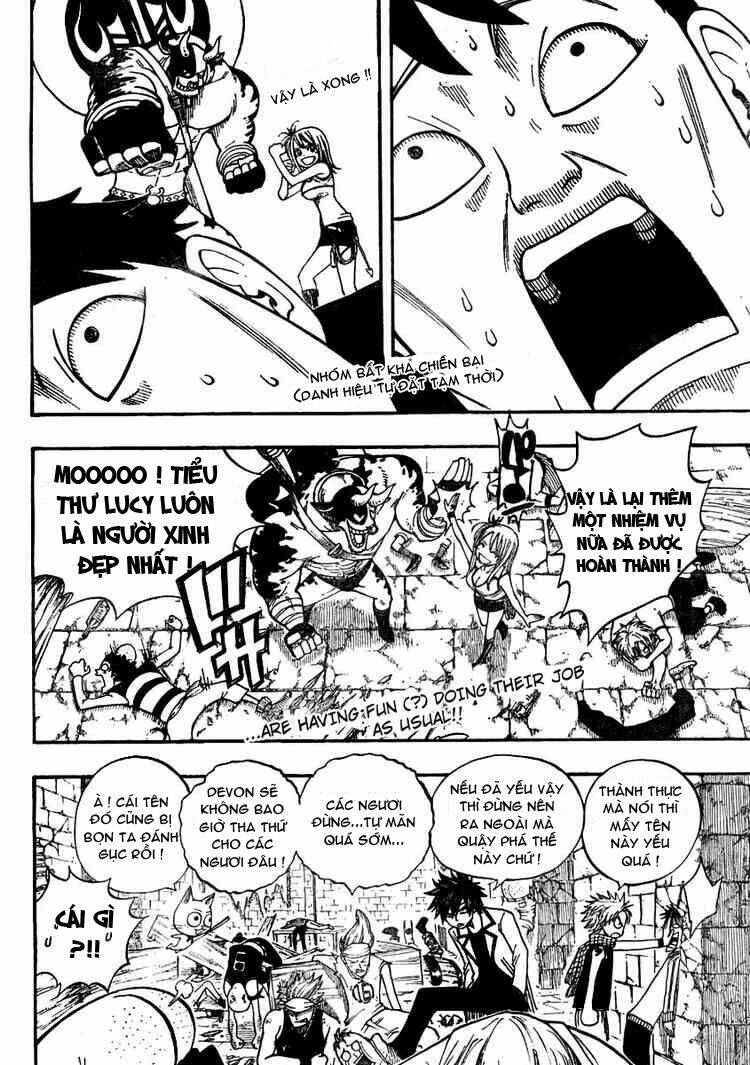 VẬY LÀ XONG !!
NHÓM BẤT KHẢ CHIẾN BẠI
(DANH HIỆU TỰ ĐẶT TẠM THỜI)
VẬY LÀ LẠI THÊM
MỘT NHIỆM VỤ
NỮA ĐÃ ĐƯỢC
HOÀN THÀNH !
MOOOOO ! TIỂU
THƯ LUCY LUÔN
LÀ NGƯỜI XINH
ĐẸP NHẤT !
...ARE HAVING FUN (?) DOING THEIR JOB
AS USUAL!!
THÀNH THỰC
MÀ NÓI THÌ
MẤY TÊN
NÀY YẾU
QUÁ !
NẾU ĐÃ YẾU VẬY
THÌ ĐỪNG NÊN
RA NGOÀI MÀ
QUẬY PHÁ THẾ
NÀY CHỨ !
CÁC NGƯƠI
ĐỪNG...TỰ MÃN
QUÁ SỚM...
DEVON SẼ
KHÔNG BAO
GIỜ THA THỨ
CHO CÁC
NGƯƠI ĐÂU !
À ! CÁI TÊN
ĐÓ CŨNG BỊ
BỌN TA ĐÁNH
GỤC RỒI !
CÁI GÌ
?!!